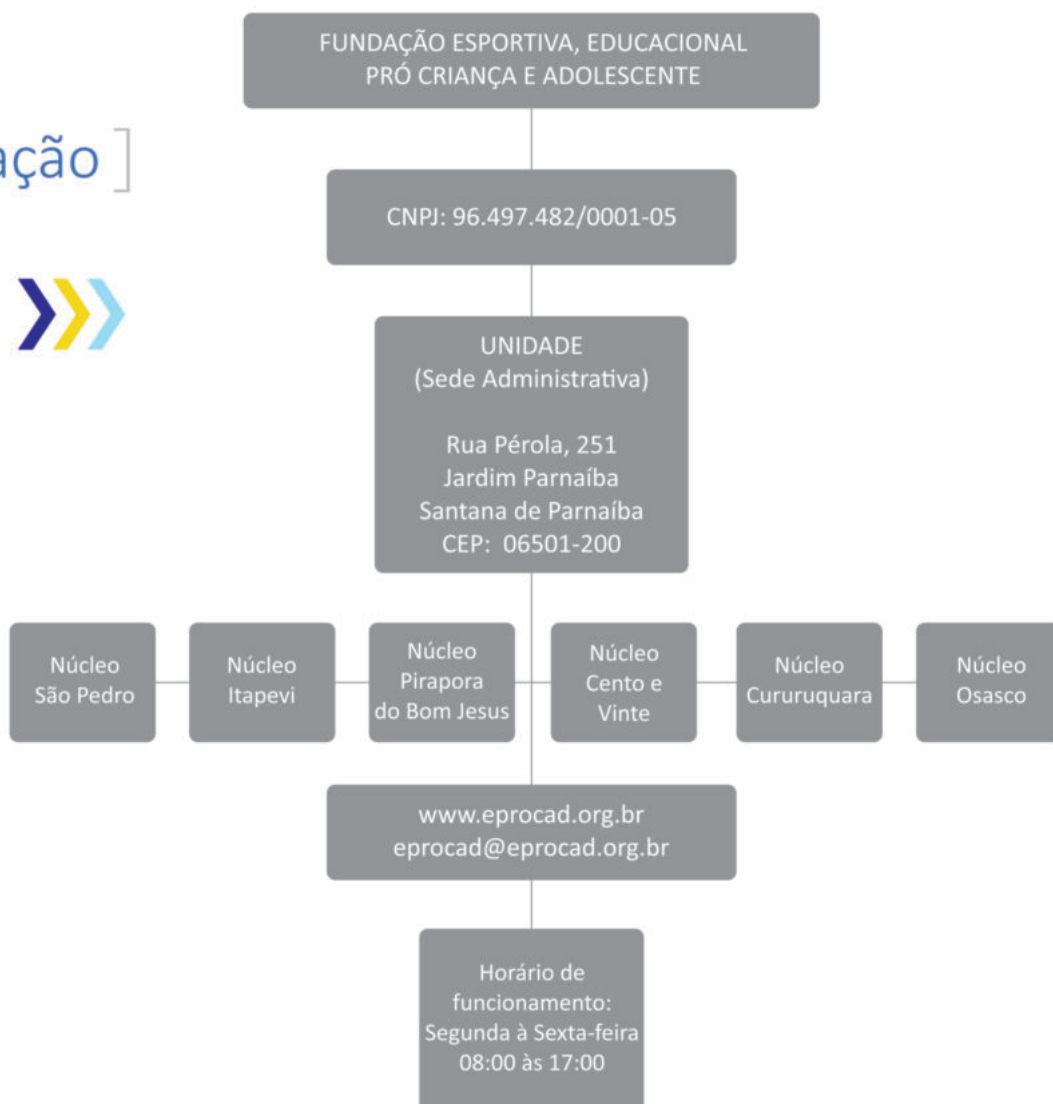 FUNDAÇÃO ESPORTIVA, EDUCACIONAL
PRÓ CRIANÇA E ADOLESCENTE
ação ]
CNPJ: 96.497.482/0001-05
UNIDADE
(Sede Administrativa)
Rua Pérola, 251
Jardim Parnaíba
Santana de Parnaíba
CEP: 06501-200
Núcleo
São Pedro
Núcleo
Itapevi
Núcleo
Pirapora
do Bom Jesus
Núcleo
Cento e
Vinte
Núcleo
Cururuquara
Núcleo
Osasco
www.eprocad.org.br
eprocad@eprocad.org.br
Horário de
funcionamento:
Segunda à Sexta-feira
08:00 às 17:00